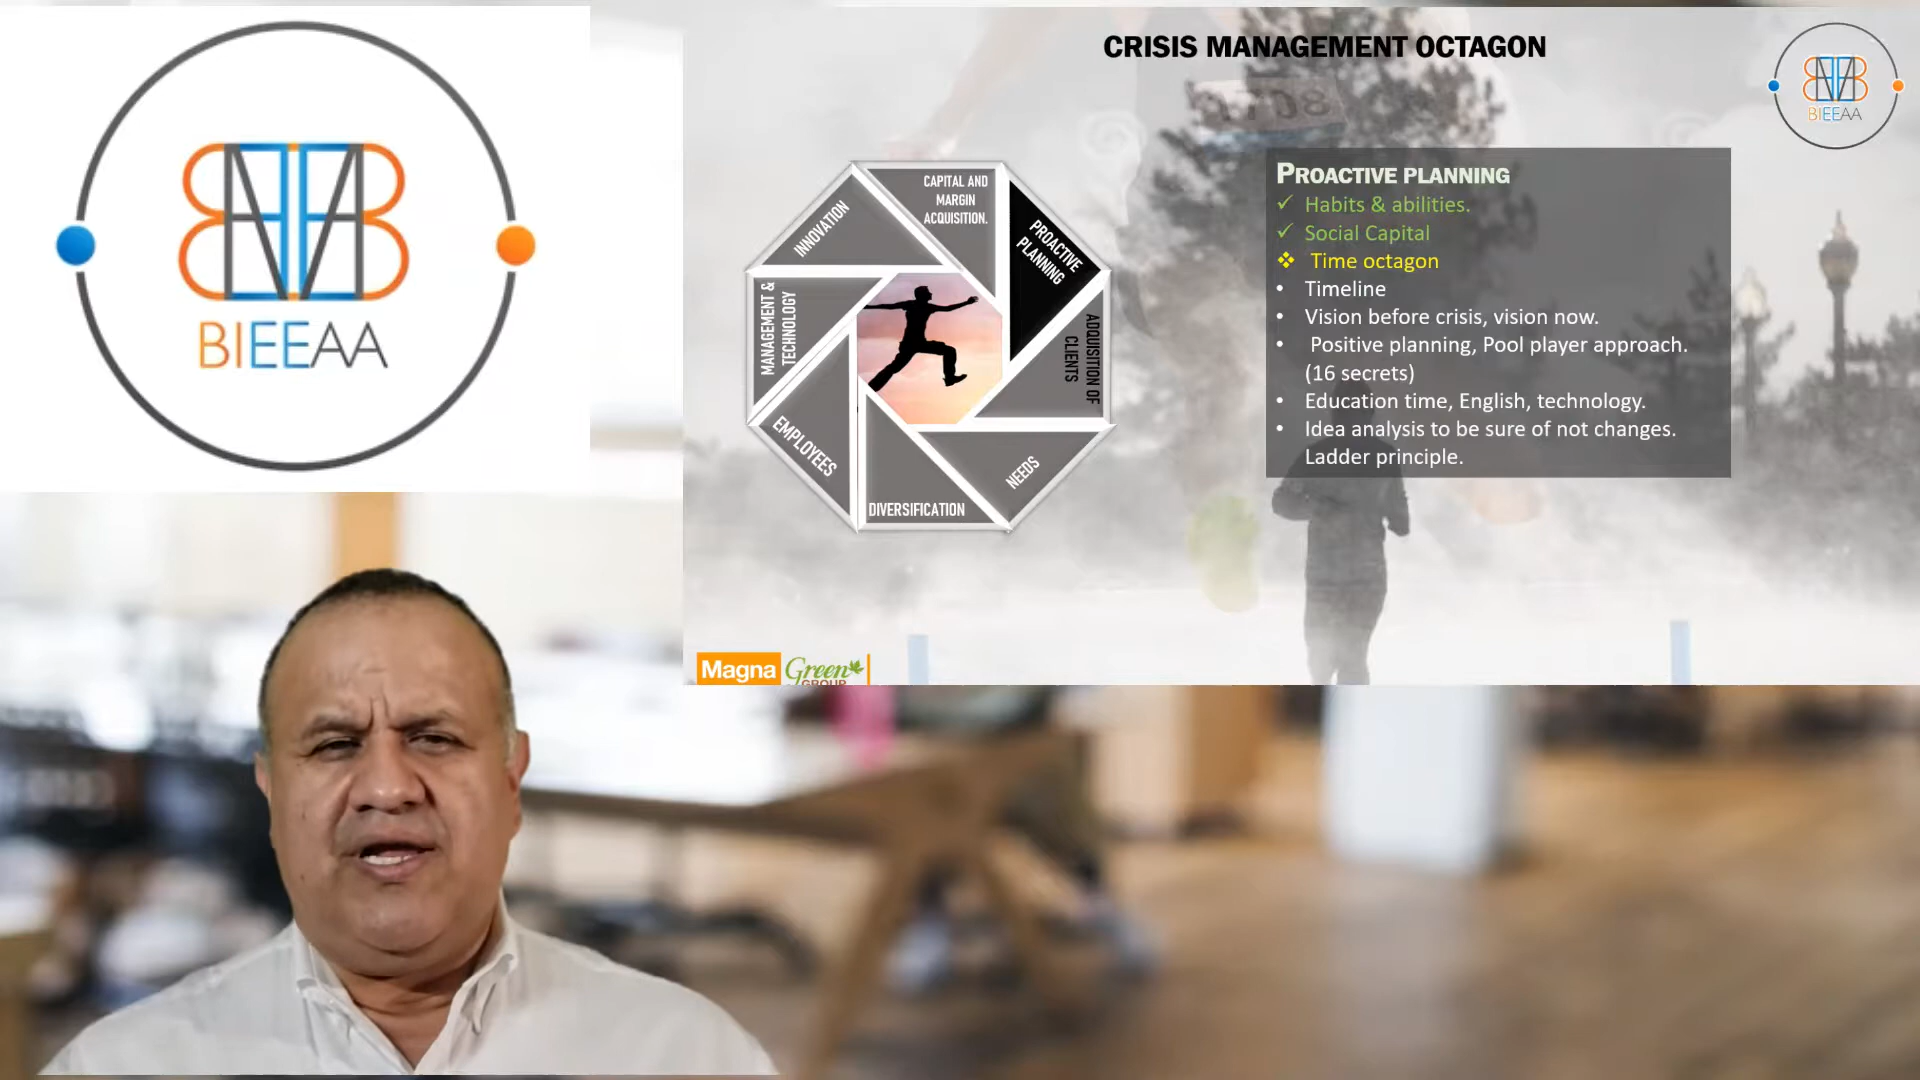 BIEEAA
CRISIS MANAGEMENT OCTAGON
BIEEAA
CAPITAL AND
MARGIN
ACQUISITION.
PROACTIVE
PLANNING
ADQUISITION OF
CLIENTS
NEEDS
DIVERSIFICATION
EMPLOYEES
MANAGEMENT &
TECHNOLOGY
INNOVATION
PROACTIVE PLANNING
✓ Habits & abilities.
✓ Social Capital
❖ Time octagon
• Timeline
• Vision before crisis, vision now.
• Positive planning, Pool player approach.
(16 secrets)
• Education time, English, technology.
• Idea analysis to be sure of not changes.
Ladder principle.
Magna Green
GROUP